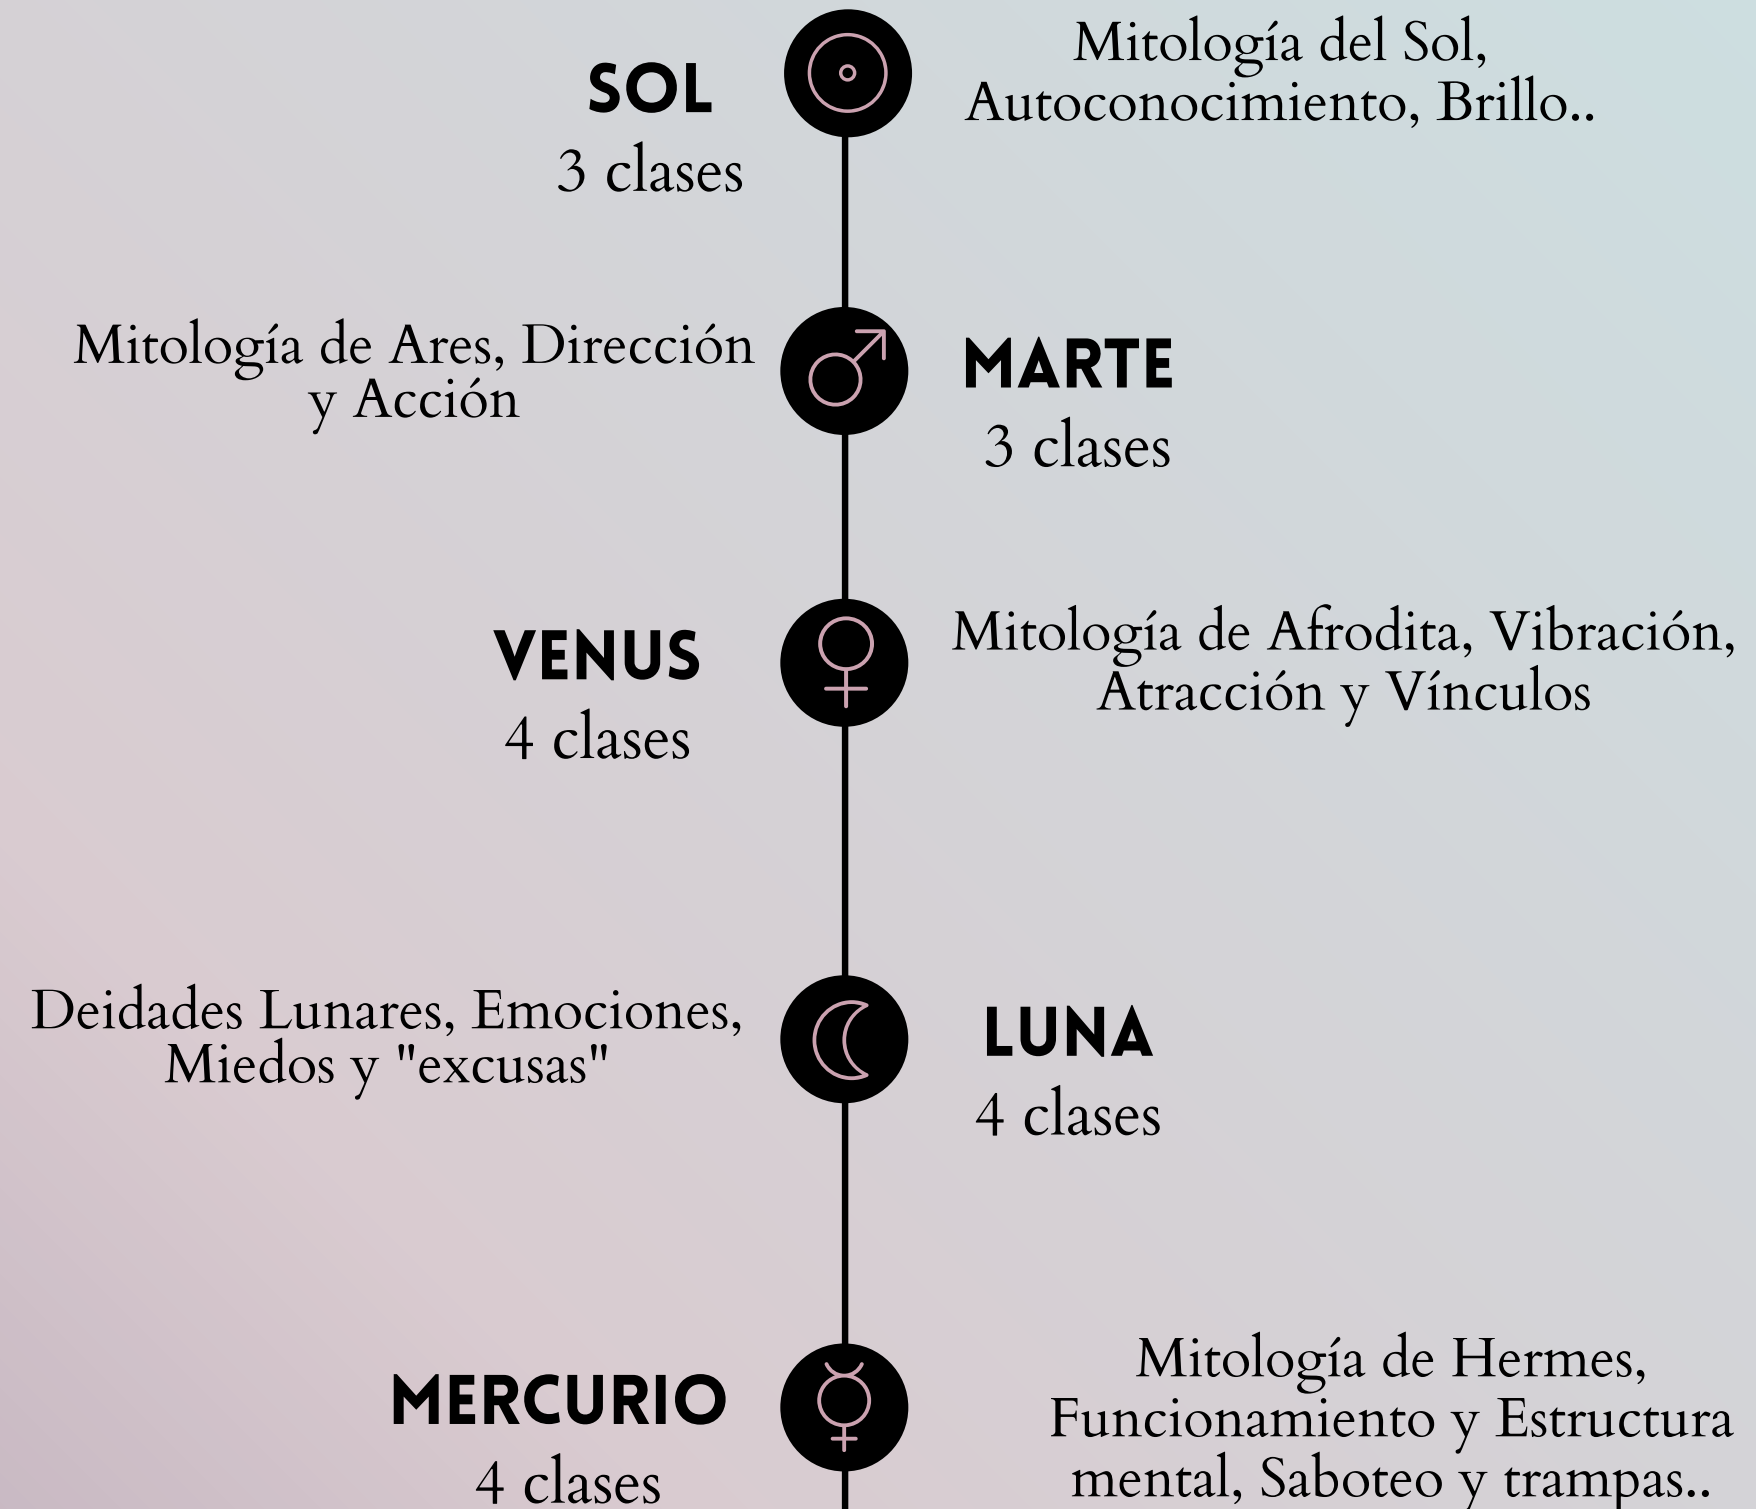 SOL
3 clases
Mitología del Sol,
Autoconocimiento, Brillo..
Mitología de Ares, Dirección
y Acción
MARTE
3 clases
VENUS
4 clases
Mitología de Afrodita, Vibración,
Atracción y Vínculos
Deidades Lunares, Emociones,
Miedos y "excusas"
LUNA
4 clases
MERCURIO
4 clases
Mitología de Hermes,
Funcionamiento y Estructura
mental, Saboteo y trampas..